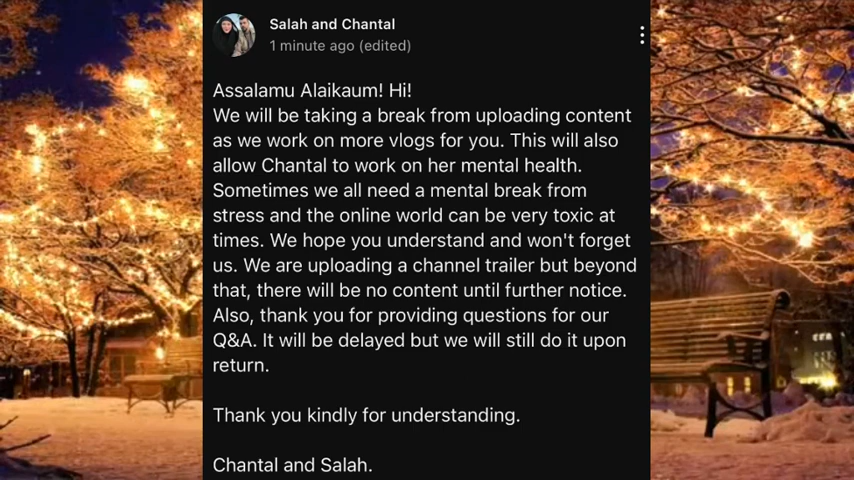 Salah and Chantal
1 minute ago (edited)
Assalamu Alaikaum! Hi!
We will be taking a break from uploading content
as we work on more vlogs for you. This will also
allow Chantal to work on her mental health.
Sometimes we all need a mental break from
stress and the online world can be very toxic at
times. We hope you understand and won't forget
us. We are uploading a channel trailer but beyond
that, there will be no content until further notice.
Also, thank you for providing questions for our
Q&A. It will be delayed but we will still do it upon
return.
Thank you kindly for understanding.
Chantal and Salah.